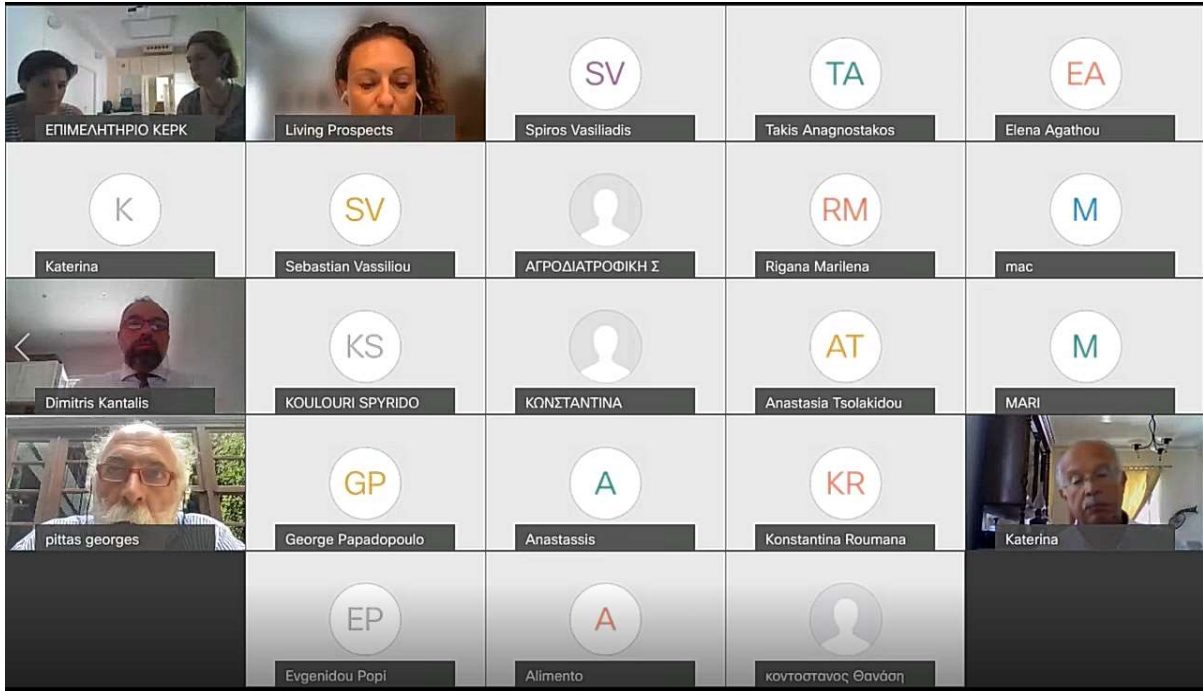 ΕΠΙΜΕΛΗΤΗΡΙΟ ΚΕΡΚ
Living Prospects
SV
Spiros Vasiliadis
TA
Takis Anagnostakos
EA
Elena Agathou
K
Katerina
SV
Sebastian Vassiliou
ΑΓΡΟΔΙΑΤΡΟΦΙΚΗ Σ
RM
Rigana Marilena
M
mac
Dimitris Kantalis
KS
KOULOURI SPYRIDO
ΚΩΝΣΤΑΝΤΙΝΑ
AT
Anastasia Tsolakidou
M
MARI
pittas georges
GP
George Papadopoulo
A
Anastassis
KR
Konstantina Roumana
Katerina
EP
Evgenidou Popi
A
Alimento
κοντοστανος Θανάση